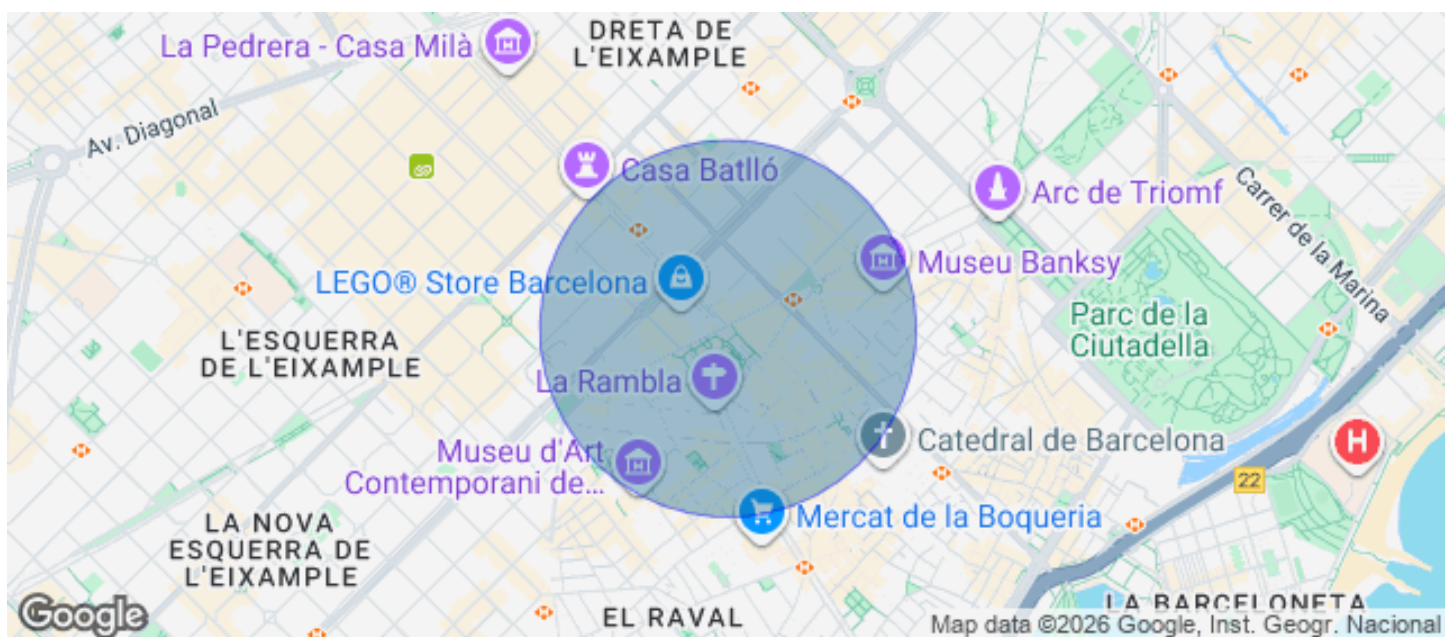 La Pedrera - Casa Milà
DRETA DE
L'EIXAMPLE
Av. Diagonal
Casa Batlló
Arc de Triomf
Carrer de la Marina
LEGO® Store Barcelona
Museu Banksy
Parc de la
Ciutadella
L'ESQUERRA
DE L'EIXAMPLE
La Rambla
Museu d'Art
Contemporani de...
Catedral de Barcelona
H
22
LA NOVA
ESQUERRA DE
L'EIXAMPLE
Mercat de la Boqueria
EL RAVAL
LA BARCELONETA
Google
Map data ©2026 Google, Inst. Geogr. Nacional